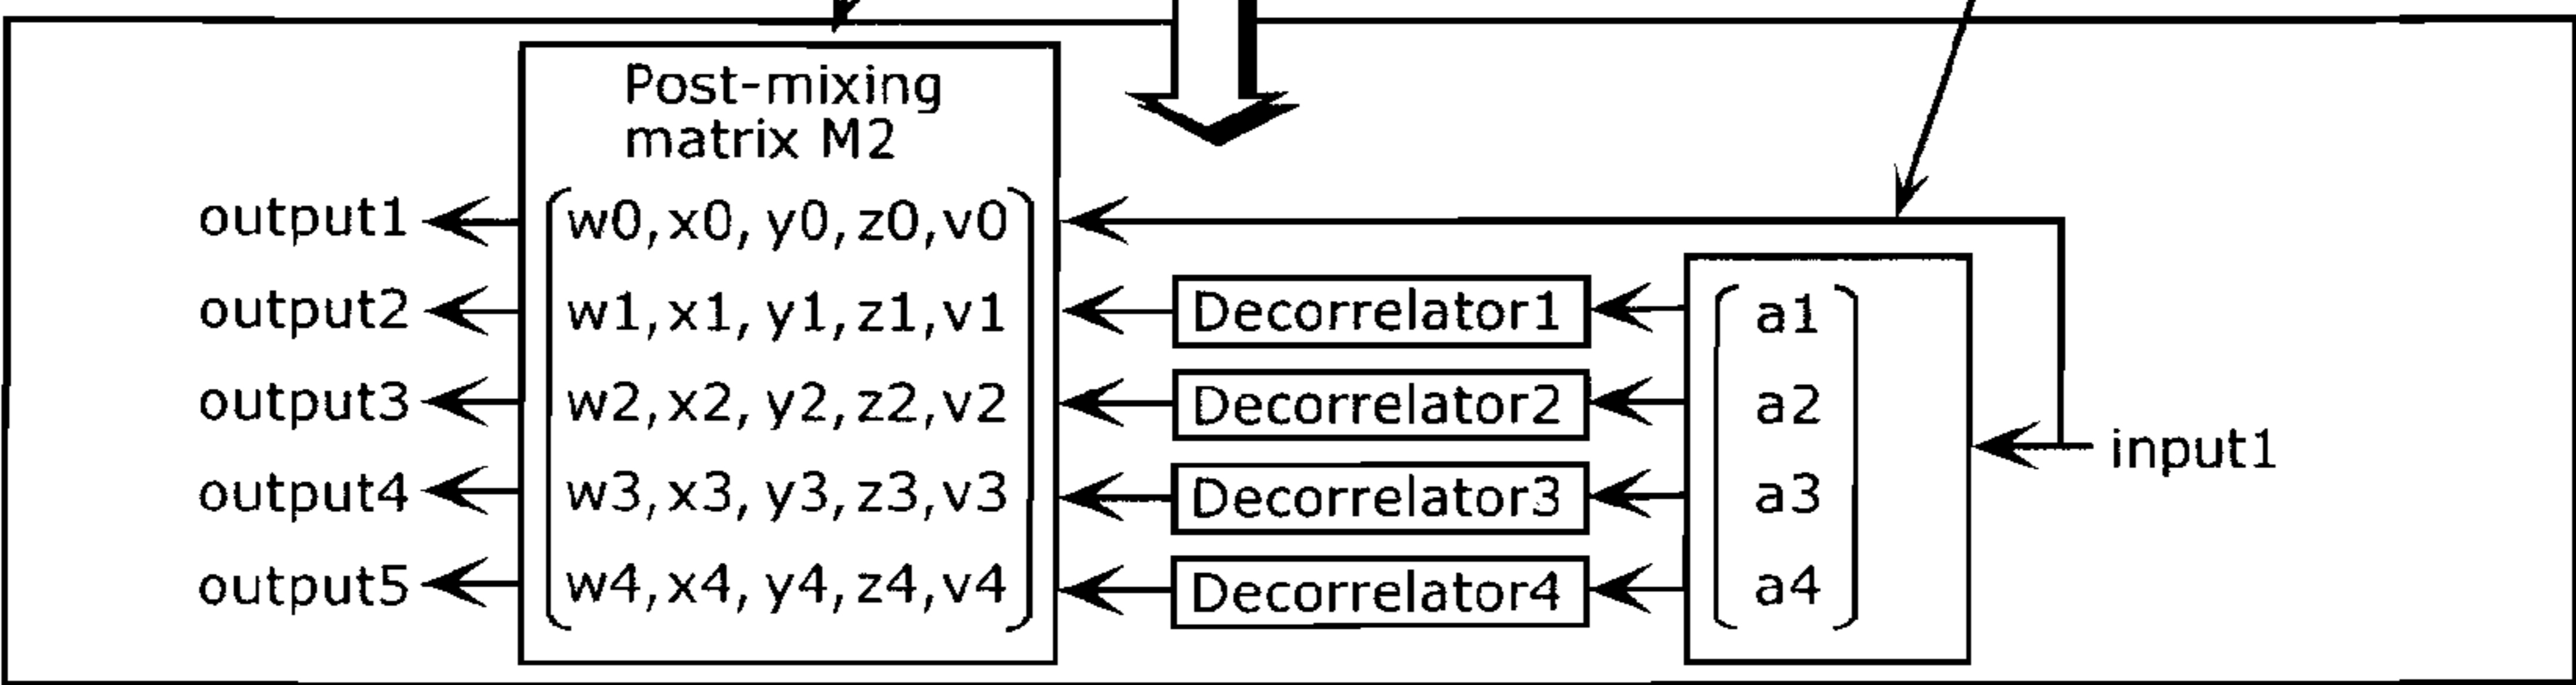 Post-mixing
matrix M2
output1 w0, x0, y0, z0, v0
output2 w1, x1, y1, z1, v1 Decorrelator1 a1
output3 w2, x2, y2, z2, v2 Decorrelator2 a2
input1
output4 w3, x3, y3, z3, v3 Decorrelator3 a3
output5 w4, x4, y4, z4, v4 Decorrelator4 a4